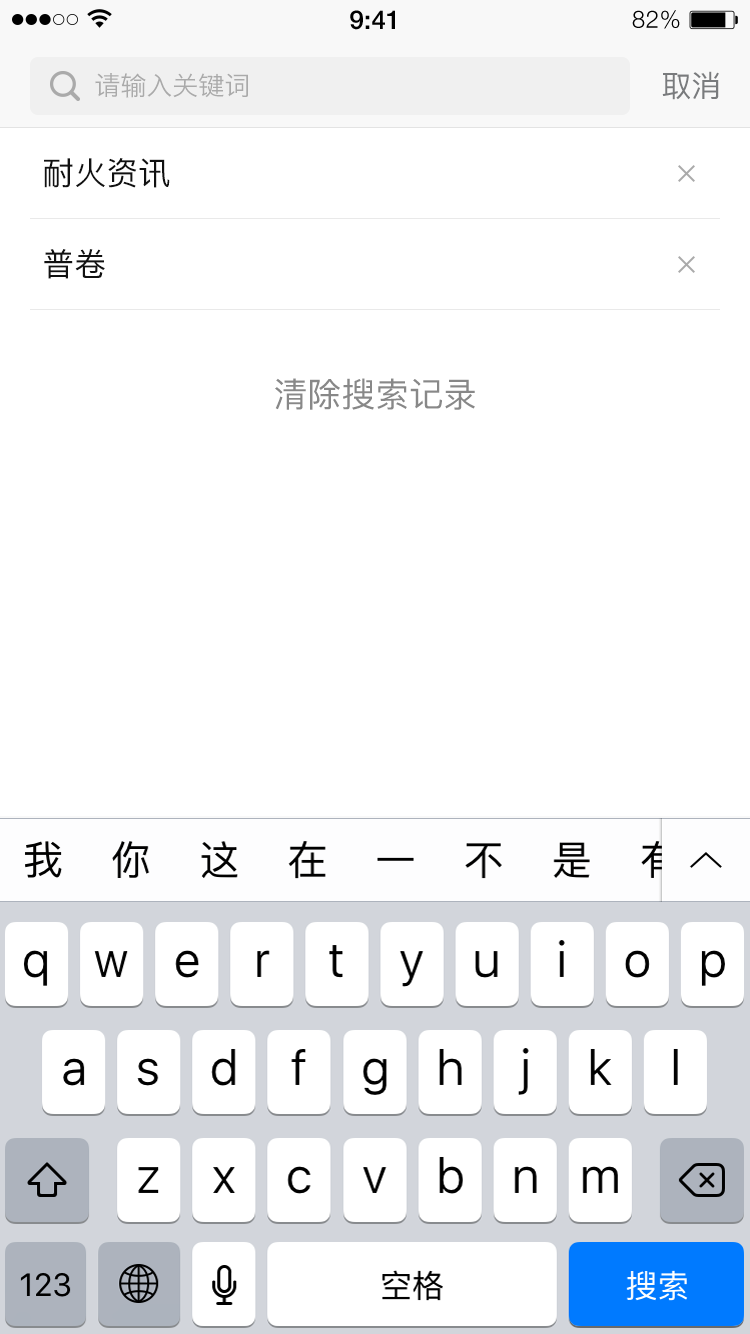 9:41 82%
请输入关键词 取消
耐火资讯
普卷
清除搜索记录
我 你 这 在 一 不 是
q w e r t y u i o p
a s d f g h j k l
z x c v b n m
123 空格 搜索